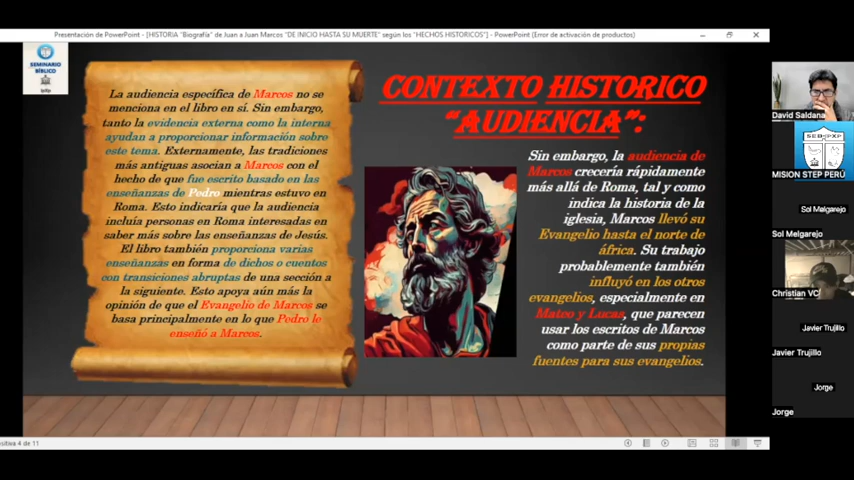 Presentación de PowerPoint - [HISTORIA "Biografía" de Juan a Juan Marcos "DE INICIO HASTA SU MUERTE" según los "HECHOS HISTORICOS"] - PowerPoint (Error de activación de productos)
SEMINARIO
BÍBLICO
La audiencia específica de Marcos no se
menciona en el libro en sí. Sin embargo,
tanto la evidencia externa como la interna
ayudan a proporcionar información sobre
este tema. Externamente, las tradiciones
más antiguas asocian a Marcos con el
hecho de que fue escrito basado en las
enseñanzas de Pedro mientras estuvo en
Roma. Esto indicaría que la audiencia
incluía personas en Roma interesadas en
saber más sobre las enseñanzas de Jesús.
El libro también proporciona varias
enseñanzas en forma de dichos o cuentos
con transiciones abruptas de una sección a
la siguiente. Esto apoya aún más la
opinión de que el Evangelio de Marcos se
basa principalmente en lo que Pedro le
enseñó a Marcos.
CONTEXTO HISTORICO
"AUDIENCIA":
Sin embargo, la audiencia de
Marcos crecería rápidamente
más allá de Roma, tal y como
indica la historia de la
iglesia, Marcos llevó su
Evangelio hasta el norte de
áfrica. Su trabajo
probablemente también
influyó en los otros
evangelios, especialmente en
Mateo y Lucas, que parecen
usar los escritos de Marcos
como parte de sus propias
fuentes para sus evangelios.
sitiva 4 de 11
David Saldana
MISION STEP PERÚ
Sol Malgarejo
Sol Melgarejo
Christian VC
Javier Trujillo
Javier Trujillo
Jorge
Jorge